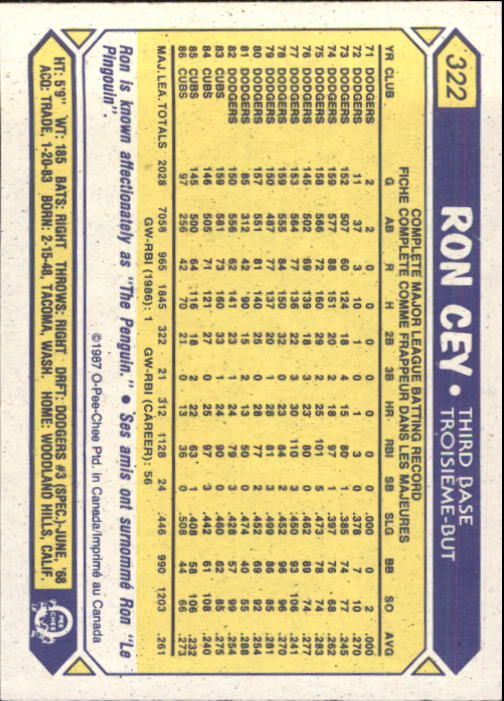 322
RON CEY • THIRD BASE
TROISIEME-BUT
COMPLETE MAJOR LEAGUE BATTING RECORD
FICHE COMPLETE COMME FRAPPEUR DANS LES MAJEURES
YR CLUB G AB R H 2B 3B HR RBI SB SLG BB SO AVG
71 DODGERS 2 2 0 0 0 0 0 0 0 .000 0 2 .000
72 DODGERS 11 37 3 10 1 0 1 3 0 .378 7 10 .270
73 DODGERS 152 507 60 124 18 4 15 80 1 .385 74 77 .245
74 DODGERS 159 577 88 151 20 2 18 97 1 .397 76 68 .262
75 DODGERS 158 566 72 160 29 2 25 101 5 .473 78 74 .283
76 DODGERS 145 502 69 139 18 3 23 80 0 .462 89 74 .277
77 DODGERS 153 564 77 136 22 3 30 110 3 .450 93 106 .241
78 DODGERS 159 555 84 150 32 0 23 84 2 .452 96 96 .270
79 DODGERS 150 487 77 137 20 1 28 81 3 .499 86 85 .281
80 DODGERS 157 551 81 140 25 0 28 77 2 .452 69 92 .254
81 DODGERS 85 312 42 90 15 2 13 50 0 .474 40 55 .288
82 DODGERS 150 556 62 141 23 1 24 79 3 .428 57 99 .254
83 CUBS 159 581 73 160 33 1 24 90 0 .460 62 85 .275
84 CUBS 146 505 71 121 27 0 25 97 3 .442 61 108 .240
85 CUBS 145 500 64 116 18 2 22 63 1 .408 58 106 .232
86 CUBS 97 256 42 70 21 0 13 36 0 .508 44 66 .273
MAJ. LEA. TOTALS 2028 7058 965 1845 322 21 312 1128 24 .446 990 1203 .261
GW-RBI (1986): 1 GW-RBI (CAREER): 56
Ron is known affectionately as "The Penguin." • Ses amis ont surnommé Ron "Le
Pingouin".
©1987 O-Pee-Chee Ptd. in Canada/Imprimé au Canada
HT: 5'9" WT: 185 BATS: RIGHT THROWS: RIGHT DRFT: DODGERS #3 (SPEC.)-JUNE, '68
ACQ: TRADE, 1-20-83 BORN: 2-15-48, TACOMA, WASH. HOME: WOODLAND HILLS, CALIF.
O
PEE
CHEE